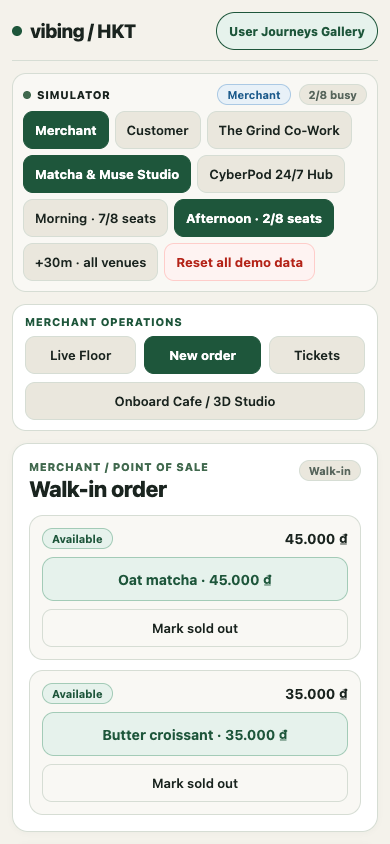 vibing / HKT
User Journeys Gallery
SIMULATOR
Merchant
2/8 busy
Merchant
Customer
The Grind Co-Work
Matcha & Muse Studio
CyberPod 24/7 Hub
Morning · 7/8 seats
Afternoon · 2/8 seats
+30m · all venues
Reset all demo data
MERCHANT OPERATIONS
Live Floor
New order
Tickets
Onboard Cafe / 3D Studio
MERCHANT / POINT OF SALE
Walk-in
Walk-in order
Available
45.000 ₫
Oat matcha · 45.000 ₫
Mark sold out
Available
35.000 ₫
Butter croissant · 35.000 ₫
Mark sold out